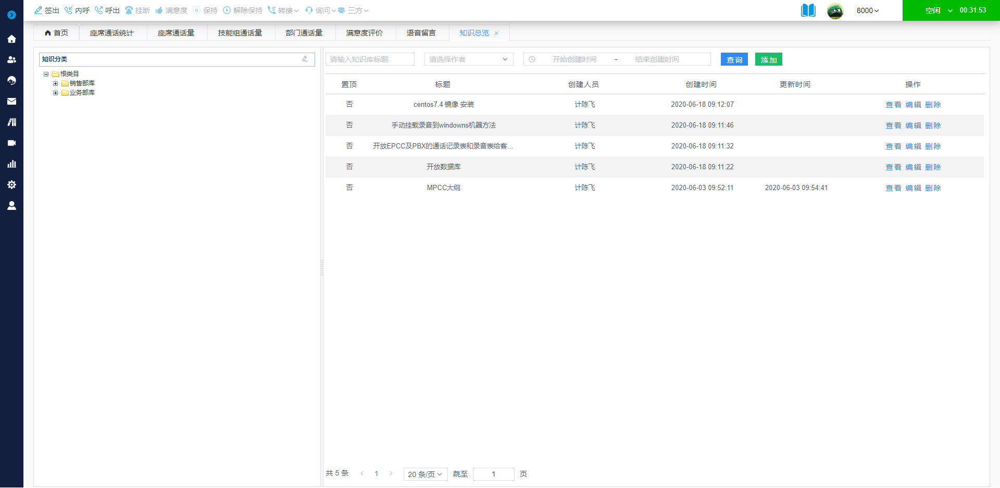 签出 内呼 呼出 挂断 满意度 保持 解除保持 转接 询问 三方 8000 空闲 00:31:53
首页 座席通话统计 座席通话量 技能组通话量 部门通话量 满意度评价 语音留言 知识总览 ×
知识分类
根类目
销售部库
业务部库
请输入知识库标题 请选择作者 开始创建时间 - 结束创建时间 查询 添加
置顶 标题 创建人员 创建时间 更新时间 操作
否 centos7.4 镜像 安装 计陈飞 2020-06-18 09:12:07 查看 编辑 删除
否 手动挂载录音到windowns机器方法 计陈飞 2020-06-18 09:11:46 查看 编辑 删除
否 开放EPCC及PBX的通话记录表和录音表给客... 计陈飞 2020-06-18 09:11:32 查看 编辑 删除
否 开放数据库 计陈飞 2020-06-18 09:11:22 查看 编辑 删除
否 MPCC大纲 计陈飞 2020-06-03 09:52:11 2020-06-03 09:54:41 查看 编辑 删除
共 5 条 < 1 > 20 条/页 跳至 1 页